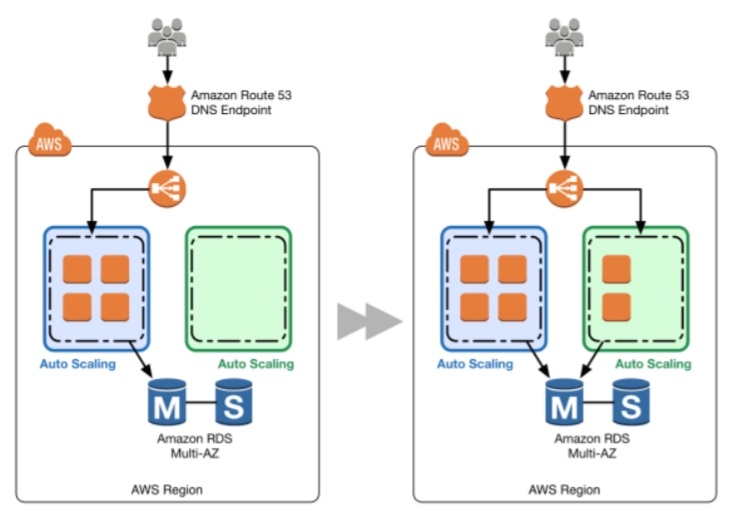 Amazon Route 53
DNS Endpoint
AWS
Auto Scaling
Auto Scaling
M
S
Amazon RDS
Multi-AZ
AWS Region
Amazon Route 53
DNS Endpoint
AWS
Auto Scaling
Auto Scaling
M
S
Amazon RDS
Multi-AZ
AWS Region